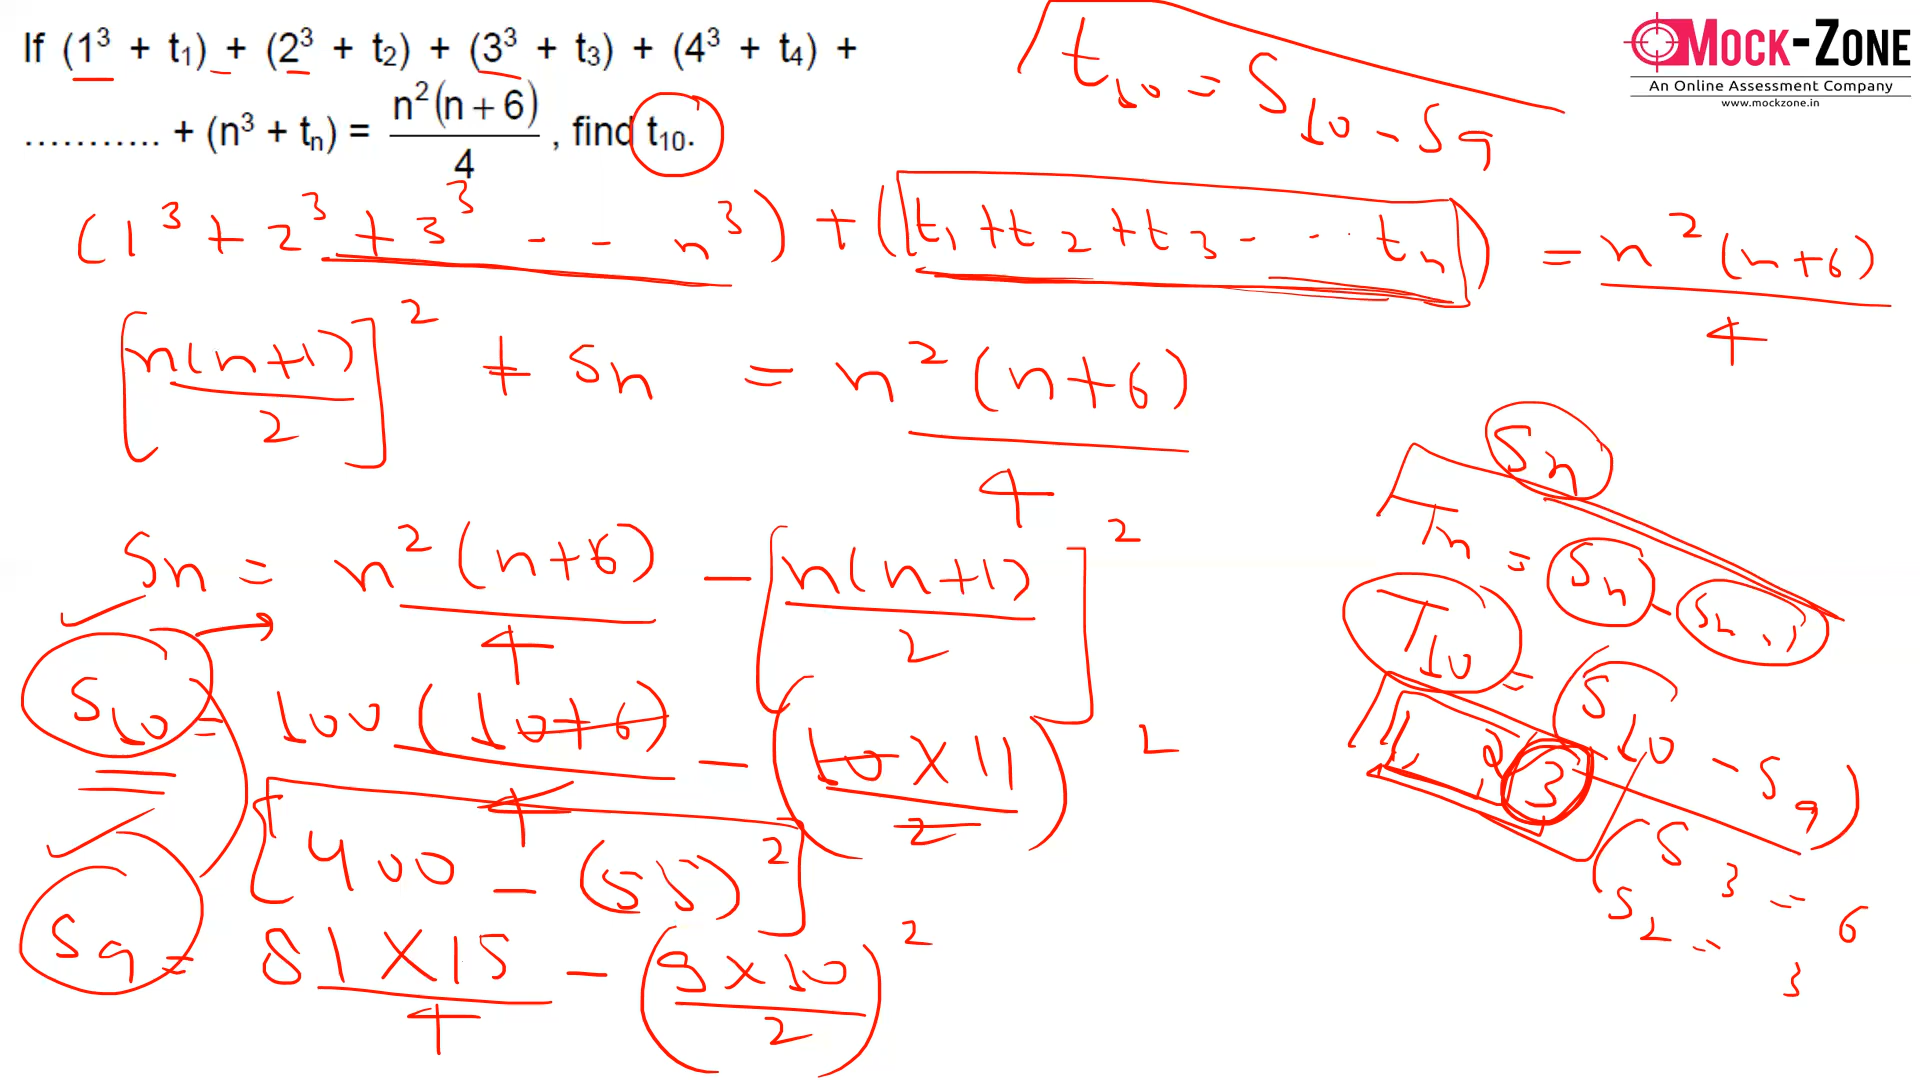 If (1³ + t₁) + (2³ + t₂) + (3³ + t₃) + (4³ + t₄) +
……….. + (n³ + tₙ) = n²(n + 6)/4 , find t₁₀.
t₁₀ = S₁₀ - S₉
MOCK-ZONE
An Online Assessment Company
www.mockzone.in
(1³ + 2³ + 3³ - - n³) + (t₁ + t₂ + t₃ - - . tₙ) = n²(n+6)/4
[n(n+1)/2]² + Sₙ = n²(n+6)/4
Sₙ
Sₙ = n²(n+6)/4 - [n(n+1)/2]²
Tₙ = Sₙ - Sₙ₋₁
T₁₀ = S₁₀ - S₉
S₁₀ = 100(10+6)/4 - (10×11/2)²
1, 2, 3
[400 - (55)²]
S₃ = 6
S₂ = 3
S₉ = 81×15/4 - (9×10/2)²